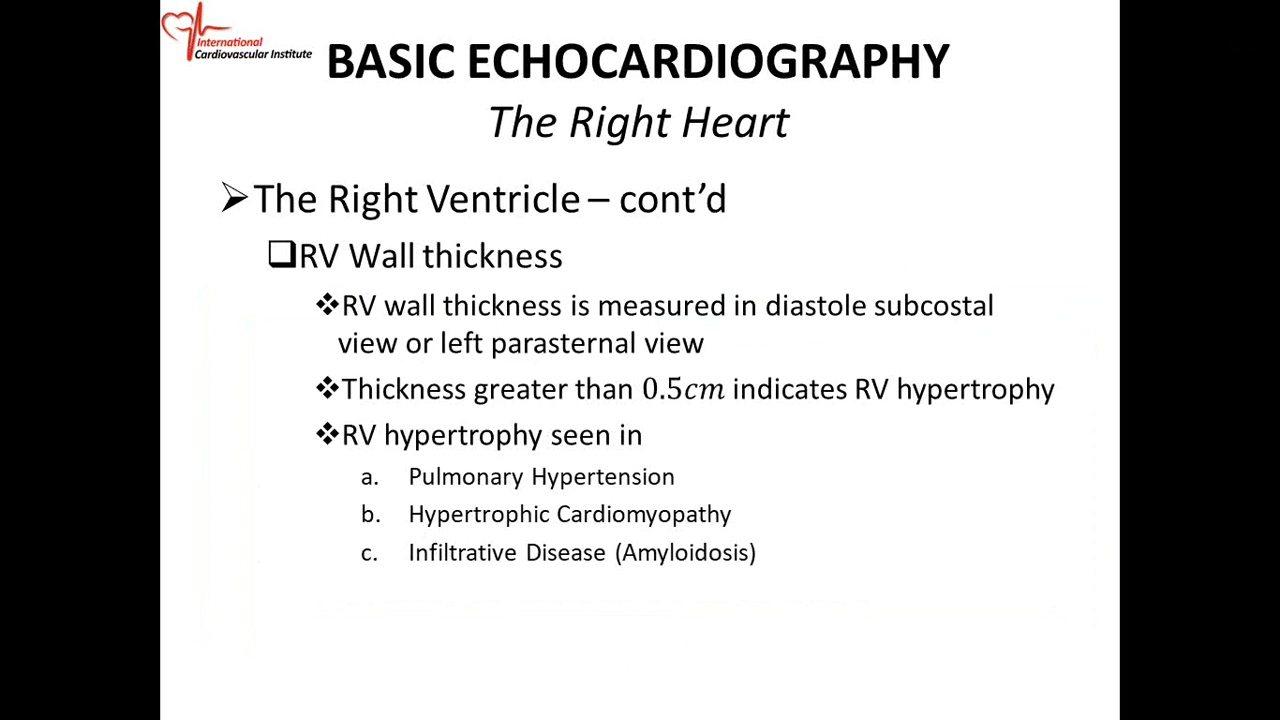 International
Cardiovascular Institute
BASIC ECHOCARDIOGRAPHY
The Right Heart
The Right Ventricle – cont’d
RV Wall thickness
RV wall thickness is measured in diastole subcostal
view or left parasternal view
Thickness greater than 0.5cm indicates RV hypertrophy
RV hypertrophy seen in
a. Pulmonary Hypertension
b. Hypertrophic Cardiomyopathy
c. Infiltrative Disease (Amyloidosis)